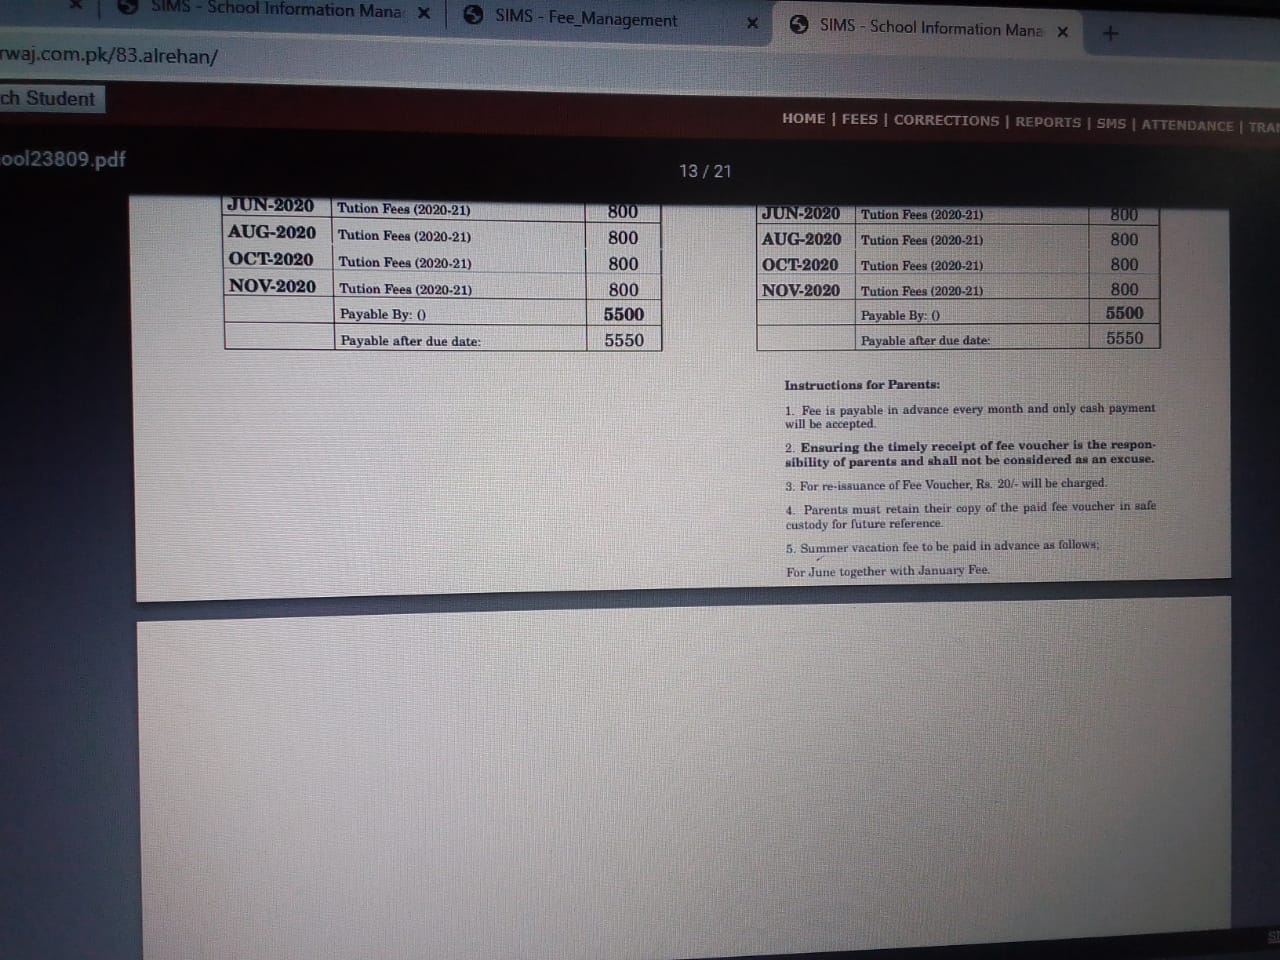 SIMS - School Information Mana
SIMS - Fee_Management
SIMS - School Information Mana
rwaj.com.pk/83.alrehan/
ch Student
HOME | FEES | CORRECTIONS | REPORTS | SMS | ATTENDANCE | TRA
ool23809.pdf
13 / 21
JUN-2020 Tution Fees (2020-21) 800
AUG-2020 Tution Fees (2020-21) 800
OCT-2020 Tution Fees (2020-21) 800
NOV-2020 Tution Fees (2020-21) 800
Payable By: () 5500
Payable after due date: 5550
JUN-2020 Tution Fees (2020-21) 800
AUG-2020 Tution Fees (2020-21) 800
OCT-2020 Tution Fees (2020-21) 800
NOV-2020 Tution Fees (2020-21) 800
Payable By: () 5500
Payable after due date: 5550
Instructions for Parents:
1. Fee is payable in advance every month and only cash payment
will be accepted.
2. Ensuring the timely receipt of fee voucher is the respon-
sibility of parents and shall not be considered as an excuse.
3. For re-issuance of Fee Voucher, Rs. 20/- will be charged.
4. Parents must retain their copy of the paid fee voucher in safe
custody for future reference.
5. Summer vacation fee to be paid in advance as follows;
For June together with January Fee.